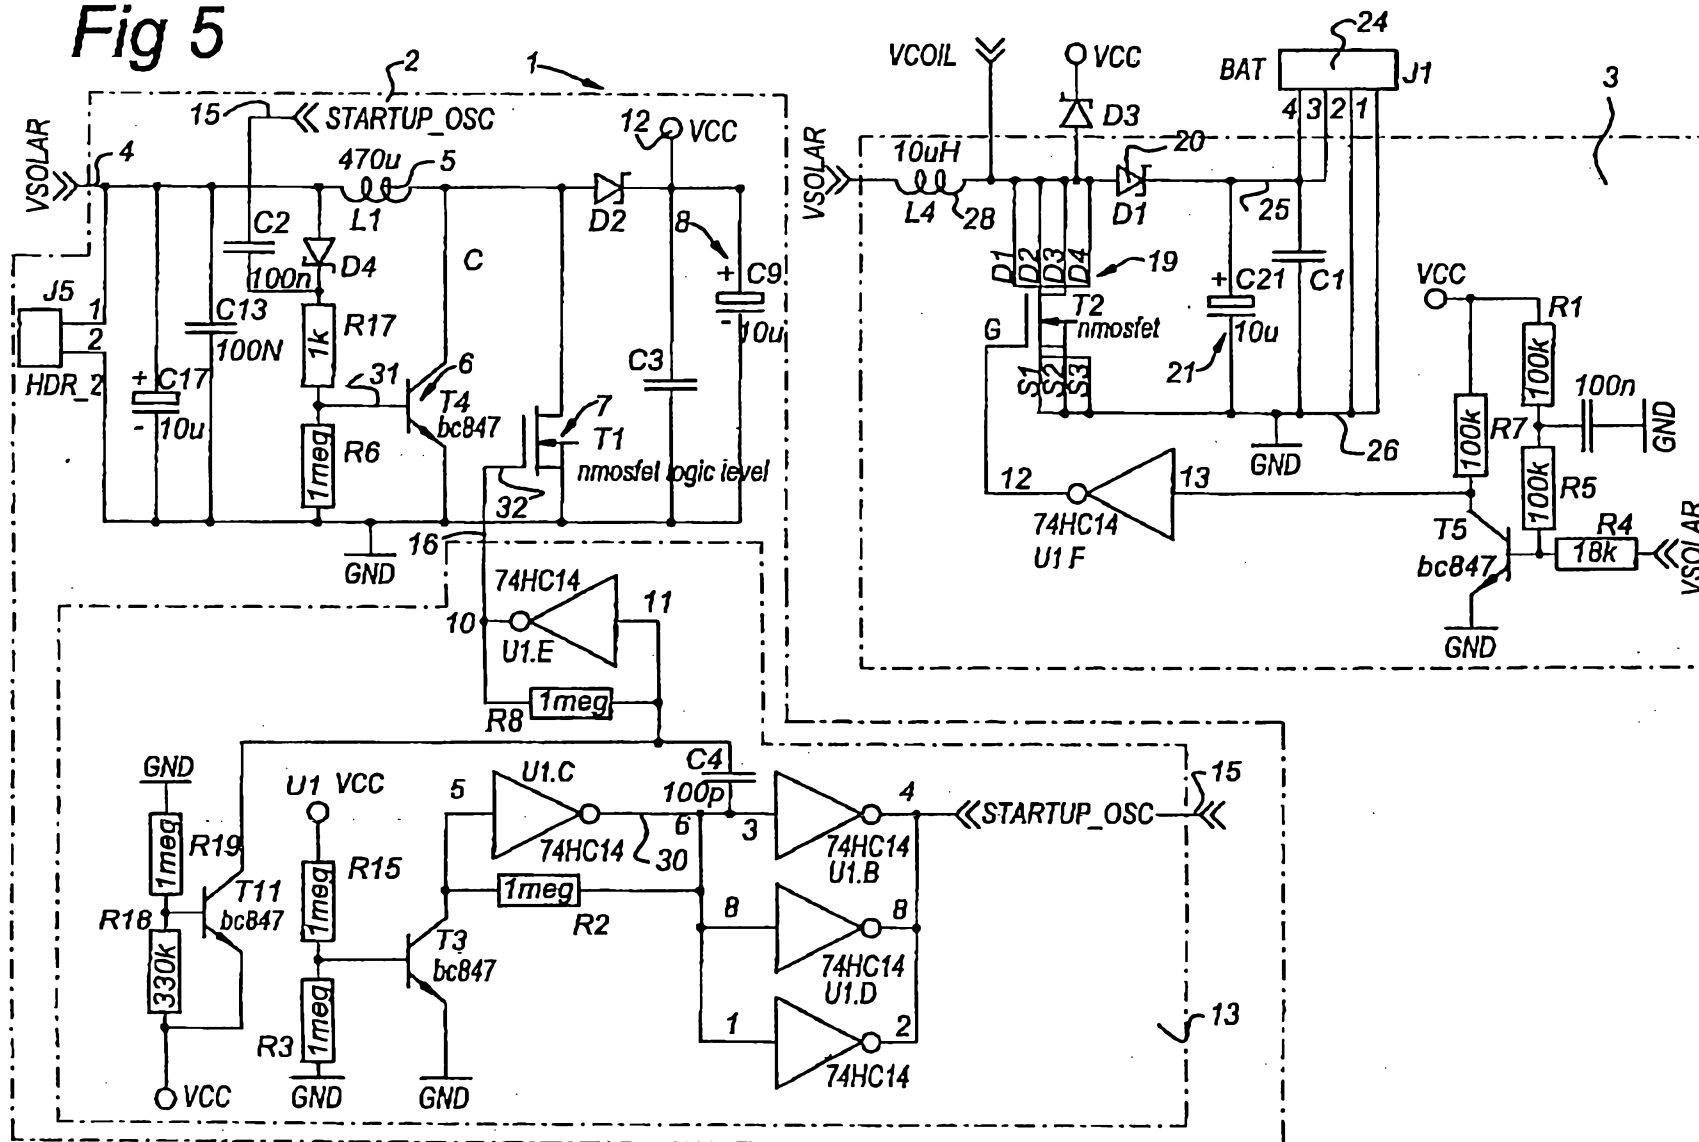 Fig 5
1
2
15
STARTUP_OSC
12
VCC
VSOLAR
4
470u
5
L1
D2
8
C2
100n
D4
C
+ C9
- 10u
J5
1
2
HDR_2
C13
100N
R17
1k
+ C17
- 10u
31
6
T4
bc847
C3
7
T1
nmosfet logic level
R6
1meg
32
16
GND
VCOIL
VCC
D3
24
BAT
J1
4 3 2 1
3
VSOLAR
10uH
L4
28
20
D1
25
D1
D2
D3
D4
19
T2
nmosfet
G
S1
S2
S3
+ C21
10u
21
C1
VCC
R1
100k
100n
GND
R7
100k
26
GND
R5
100k
12
13
74HC14
U1.F
T5
bc847
R4
18k
VSOLAR
GND
74HC14
10
11
U1.E
R8
1meg
GND
U1 VCC
5
U1.C
C4
100p
4
15
STARTUP_OSC
6
3
74HC14
30
74HC14
U1.B
R19
1meg
R15
1meg
1meg
R2
T11
bc847
R18
330k
8
8
T3
bc847
74HC14
U1.D
R3
1meg
1
2
13
74HC14
VCC
GND
GND